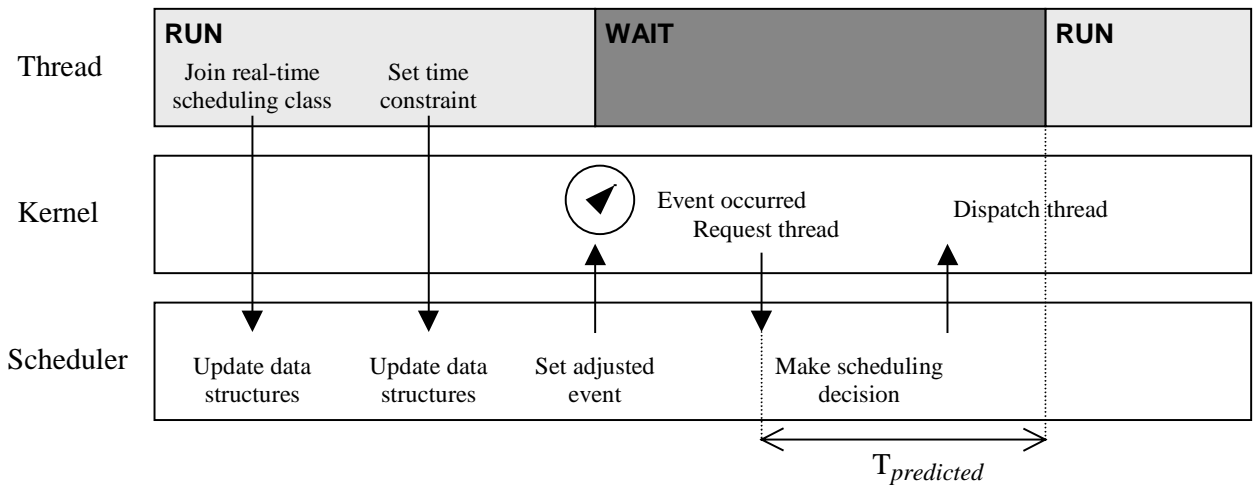 RUN
WAIT
RUN
Thread
Join real-time
scheduling class
Set time
constraint
Kernel
Event occurred
Request thread
Dispatch thread
Scheduler
Update data
structures
Update data
structures
Set adjusted
event
Make scheduling
decision
Tpredicted